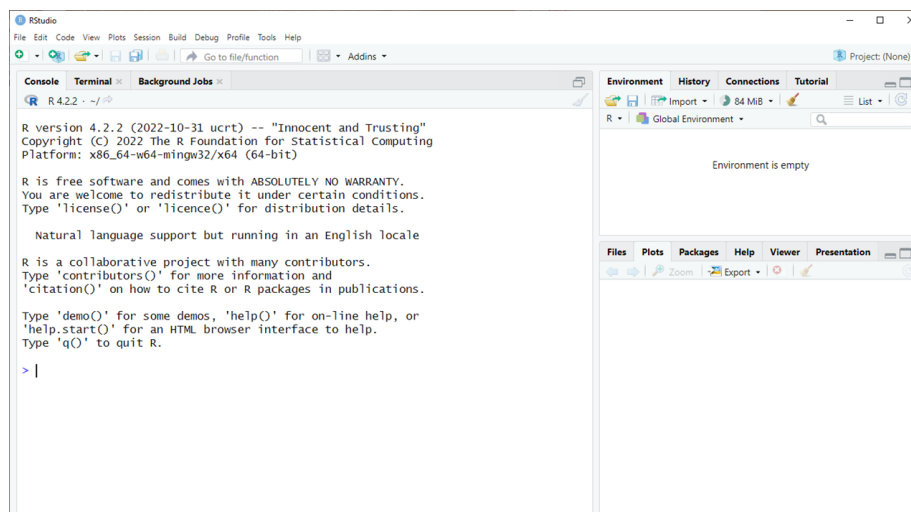 RStudio
File Edit Code View Plots Session Build Debug Profile Tools Help
Go to file/function Addins Project: (None)
Console Terminal Background Jobs
R R 4.2.2 · ~/
R version 4.2.2 (2022-10-31 ucrt) -- "Innocent and Trusting"
Copyright (C) 2022 The R Foundation for Statistical Computing
Platform: x86_64-w64-mingw32/x64 (64-bit)
R is free software and comes with ABSOLUTELY NO WARRANTY.
You are welcome to redistribute it under certain conditions.
Type 'license()' or 'licence()' for distribution details.
Natural language support but running in an English locale
R is a collaborative project with many contributors.
Type 'contributors()' for more information and
'citation()' on how to cite R or R packages in publications.
Type 'demo()' for some demos, 'help()' for on-line help, or
'help.start()' for an HTML browser interface to help.
Type 'q()' to quit R.
>
Environment History Connections Tutorial
Import 84 MiB List
R Global Environment
Environment is empty
Files Plots Packages Help Viewer Presentation
Zoom Export